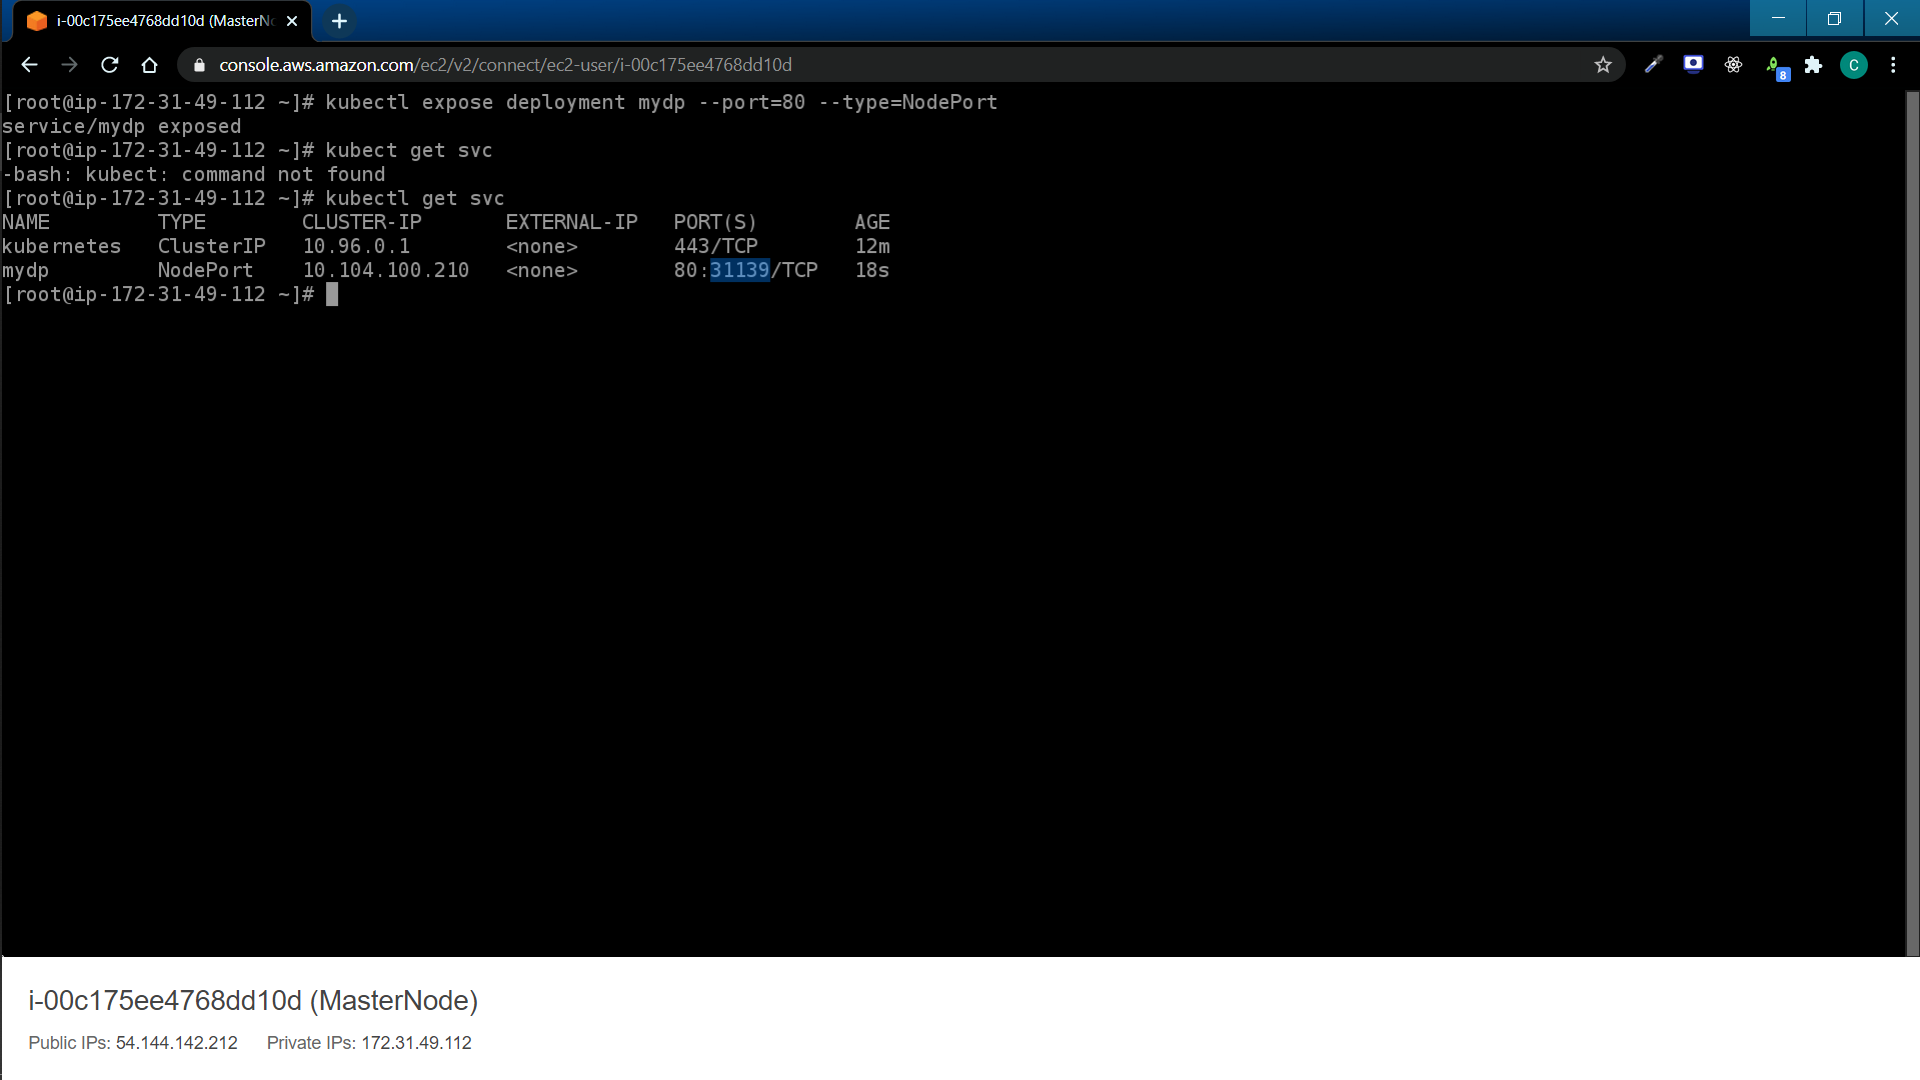 i-00c175ee4768dd10d (MasterN
console.aws.amazon.com/ec2/v2/connect/ec2-user/i-00c175ee4768dd10d
8
C
[root@ip-172-31-49-112 ~]# kubectl expose deployment mydp --port=80 --type=NodePort
service/mydp exposed
[root@ip-172-31-49-112 ~]# kubect get svc
-bash: kubect: command not found
[root@ip-172-31-49-112 ~]# kubectl get svc
NAME TYPE CLUSTER-IP EXTERNAL-IP PORT(S) AGE
kubernetes ClusterIP 10.96.0.1 <none> 443/TCP 12m
mydp NodePort 10.104.100.210 <none> 80:31139/TCP 18s
[root@ip-172-31-49-112 ~]#
i-00c175ee4768dd10d (MasterNode)
Public IPs: 54.144.142.212 Private IPs: 172.31.49.112